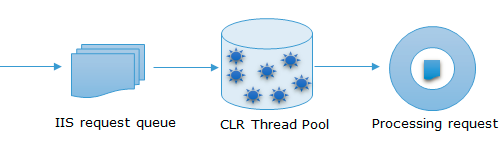 IIS request queue
CLR Thread Pool
Processing request